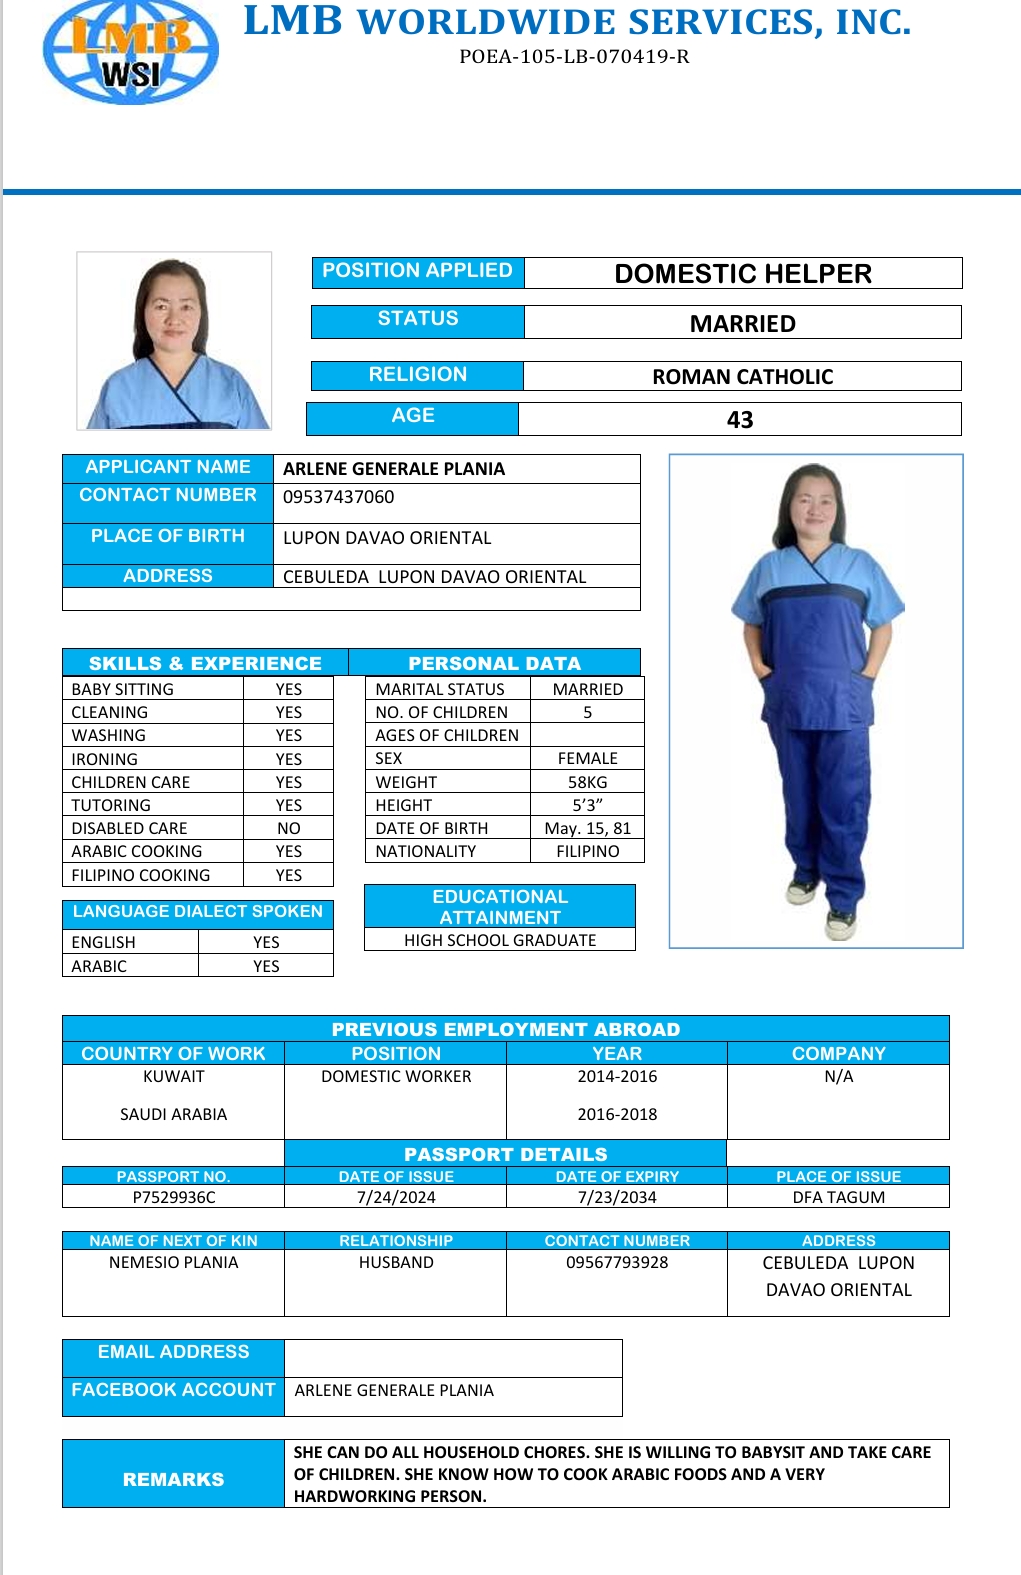 LMB WORLDWIDE SERVICES, INC.
LMB
WSI
POEA-105-LB-070419-R
POSITION APPLIED DOMESTIC HELPER
STATUS MARRIED
RELIGION ROMAN CATHOLIC
AGE 43
APPLICANT NAME ARLENE GENERALE PLANIA
CONTACT NUMBER 09537437060
PLACE OF BIRTH LUPON DAVAO ORIENTAL
ADDRESS CEBULEDA LUPON DAVAO ORIENTAL
SKILLS & EXPERIENCE PERSONAL DATA
BABY SITTING YES MARITAL STATUS MARRIED
CLEANING YES NO. OF CHILDREN 5
WASHING YES AGES OF CHILDREN
IRONING YES SEX FEMALE
CHILDREN CARE YES WEIGHT 58KG
TUTORING YES HEIGHT 5’3”
DISABLED CARE NO DATE OF BIRTH May. 15, 81
ARABIC COOKING YES NATIONALITY FILIPINO
FILIPINO COOKING YES
LANGUAGE DIALECT SPOKEN
ENGLISH YES
ARABIC YES
EDUCATIONAL
ATTAINMENT
HIGH SCHOOL GRADUATE
PREVIOUS EMPLOYMENT ABROAD
COUNTRY OF WORK POSITION YEAR COMPANY
KUWAIT DOMESTIC WORKER 2014-2016 N/A
SAUDI ARABIA 2016-2018
PASSPORT DETAILS
PASSPORT NO. DATE OF ISSUE DATE OF EXPIRY PLACE OF ISSUE
P7529936C 7/24/2024 7/23/2034 DFA TAGUM
NAME OF NEXT OF KIN RELATIONSHIP CONTACT NUMBER ADDRESS
NEMESIO PLANIA HUSBAND 09567793928 CEBULEDA LUPON
DAVAO ORIENTAL
EMAIL ADDRESS
FACEBOOK ACCOUNT ARLENE GENERALE PLANIA
REMARKS
SHE CAN DO ALL HOUSEHOLD CHORES. SHE IS WILLING TO BABYSIT AND TAKE CARE
OF CHILDREN. SHE KNOW HOW TO COOK ARABIC FOODS AND A VERY
HARDWORKING PERSON.